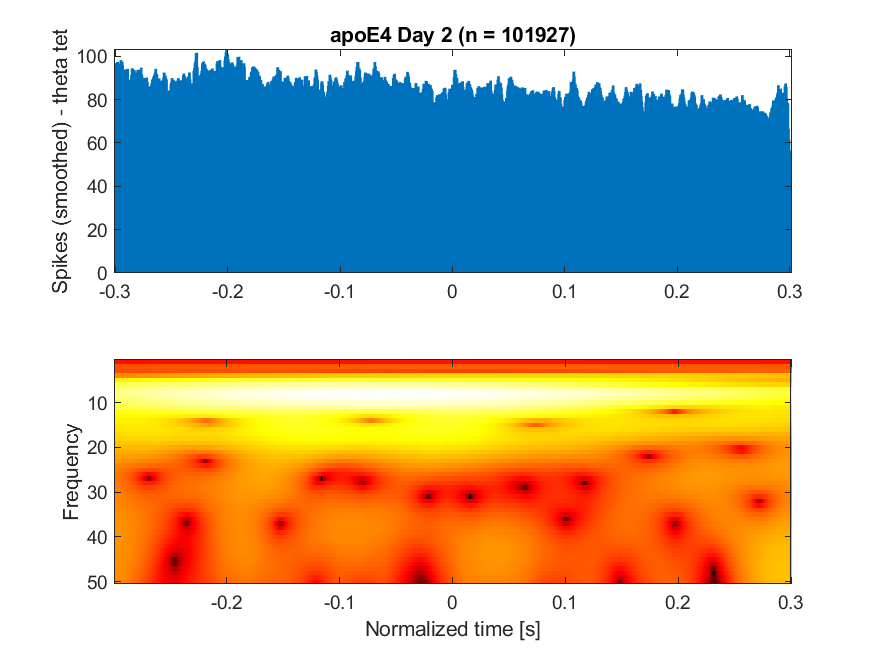 apoE4 Day 2 (n = 101927)
Spikes (smoothed) - theta tet
100
80
60
40
20
0
-0.3 -0.2 -0.1 0 0.1 0.2 0.3
Frequency
10
20
30
40
50
-0.2 -0.1 0 0.1 0.2 0.3
Normalized time [s]